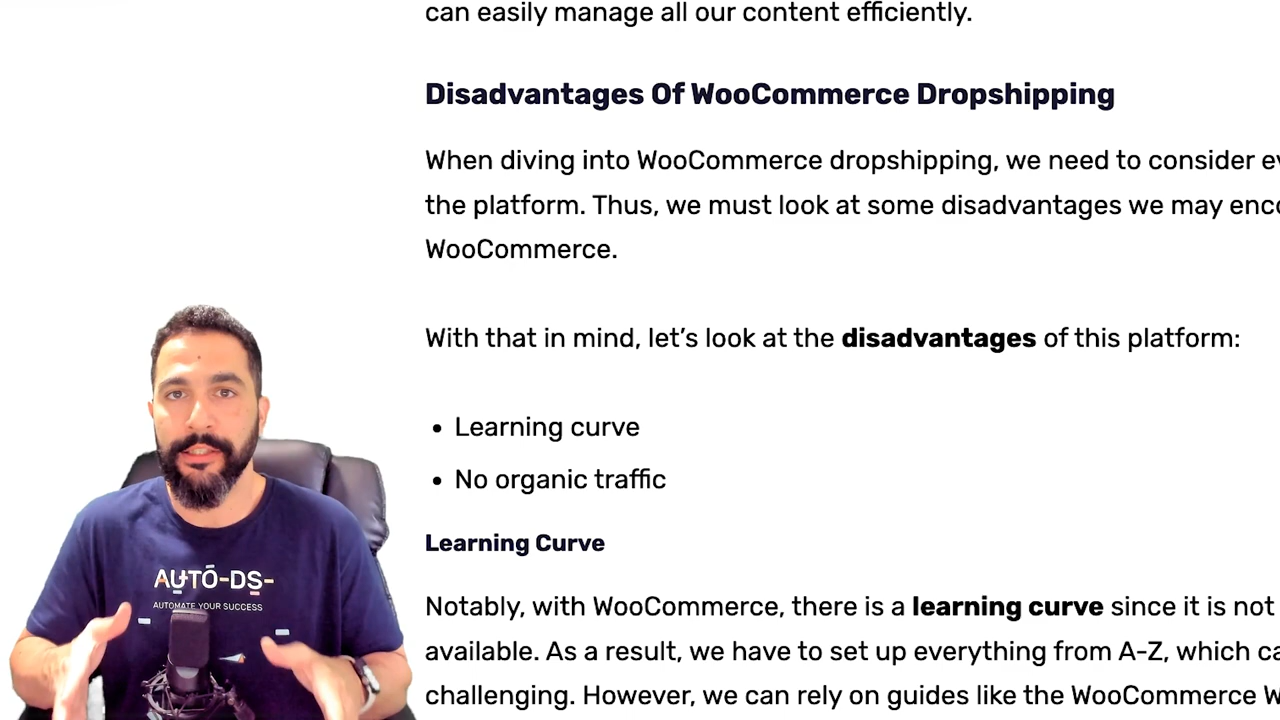 can easily manage all our content efficiently.
Disadvantages Of WooCommerce Dropshipping
When diving into WooCommerce dropshipping, we need to consider
the platform. Thus, we must look at some disadvantages we may
WooCommerce.
With that in mind, let's look at the disadvantages of this platform:
• Learning curve
• No organic traffic
Learning Curve
Notably, with WooCommerce, there is a learning curve since it is not
available. As a result, we have to set up everything from A-Z, which
challenging. However, we can rely on guides like the WooCommerce
AUTO-DS
AUTOMATE YOUR SUCCESS